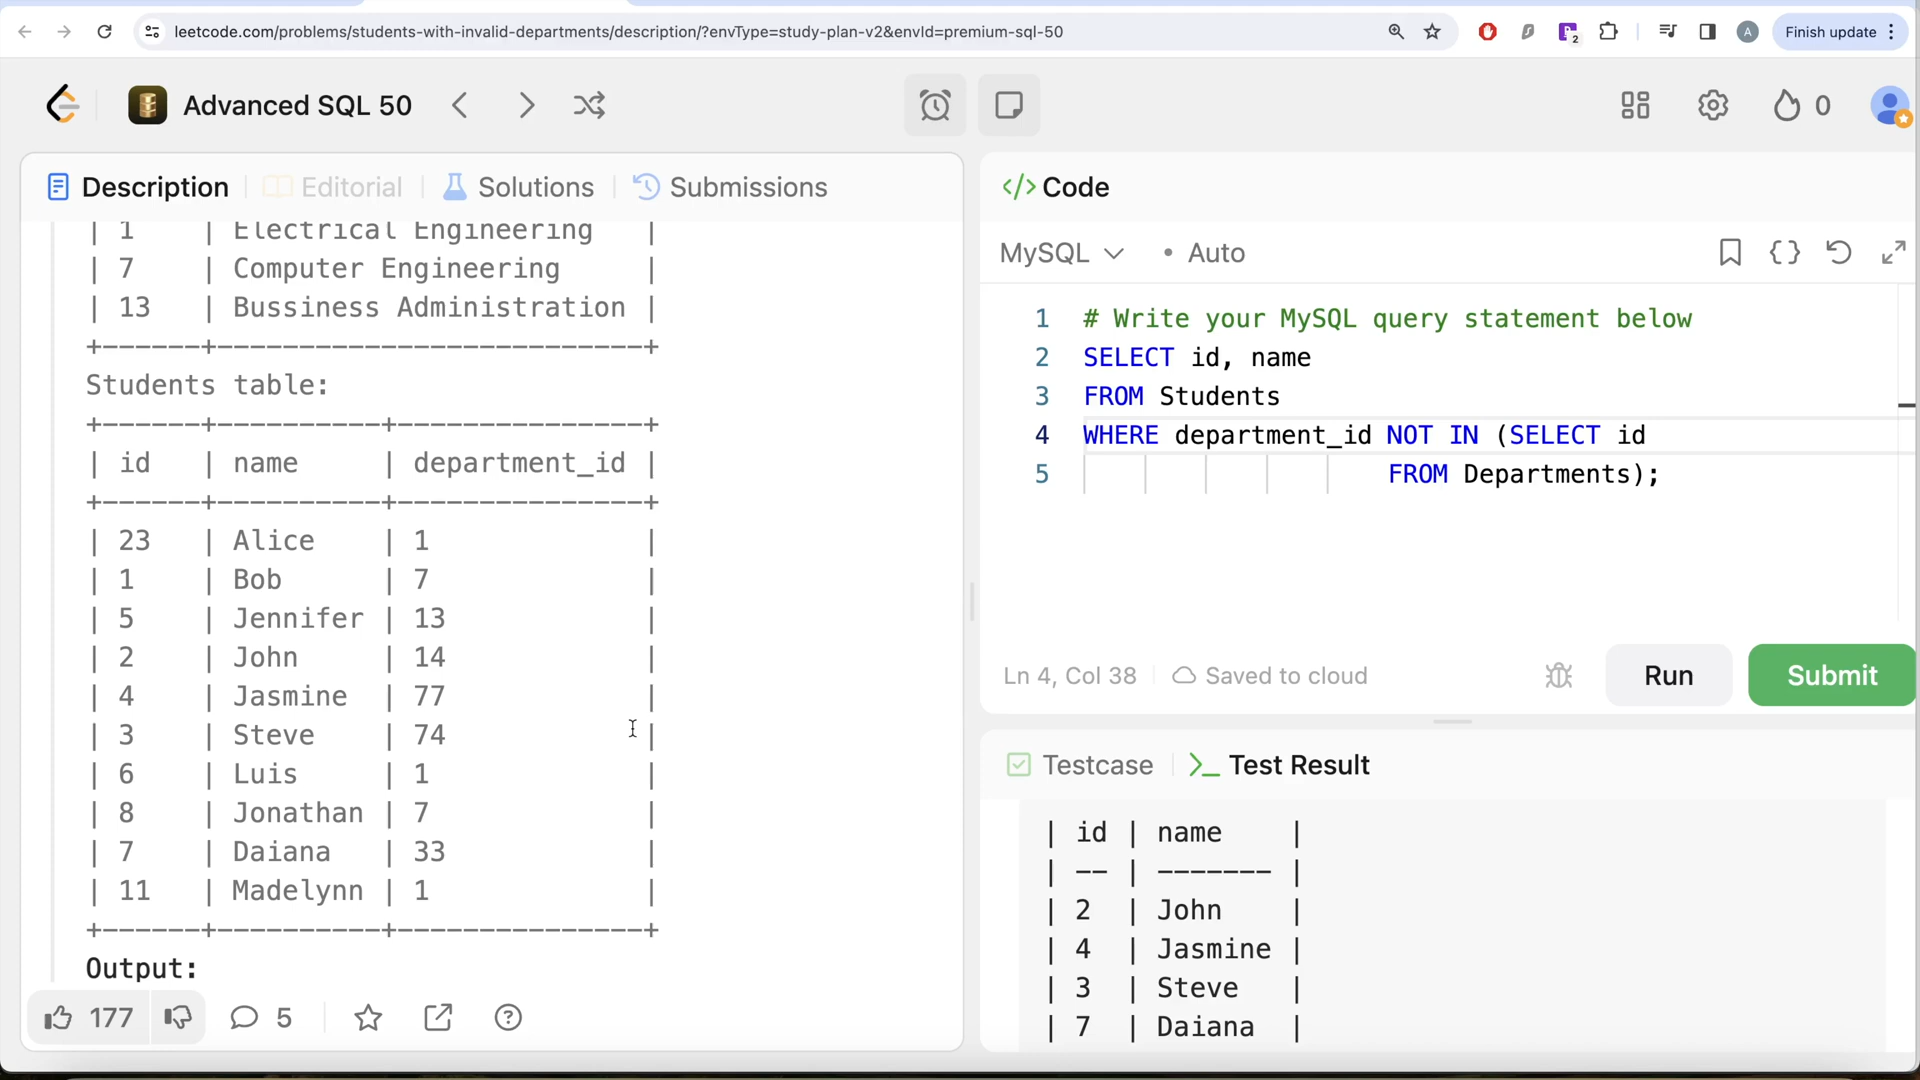 leetcode.com/problems/students-with-invalid-departments/description/?envType=study-plan-v2&envId=premium-sql-50
2
A
Finish update
Advanced SQL 50
0
Description
Editorial
Solutions
Submissions
| 1 | Electrical Engineering |
| 7 | Computer Engineering |
| 13 | Bussiness Administration |
+------+--------------------------+
Students table:
+------+----------+---------------+
| id | name | department_id |
+------+----------+---------------+
| 23 | Alice | 1 |
| 1 | Bob | 7 |
| 5 | Jennifer | 13 |
| 2 | John | 14 |
| 4 | Jasmine | 77 |
| 3 | Steve | 74 |
| 6 | Luis | 1 |
| 8 | Jonathan | 7 |
| 7 | Daiana | 33 |
| 11 | Madelynn | 1 |
+------+----------+---------------+
Output:
177
5
</> Code
MySQL
• Auto
{}
1 # Write your MySQL query statement below
2 SELECT id, name
3 FROM Students
4 WHERE department_id NOT IN (SELECT id
5 FROM Departments);
Ln 4, Col 38
Saved to cloud
Run
Submit
Testcase
>_ Test Result
| id | name |
| -- | ------- |
| 2 | John |
| 4 | Jasmine |
| 3 | Steve |
| 7 | Daiana |